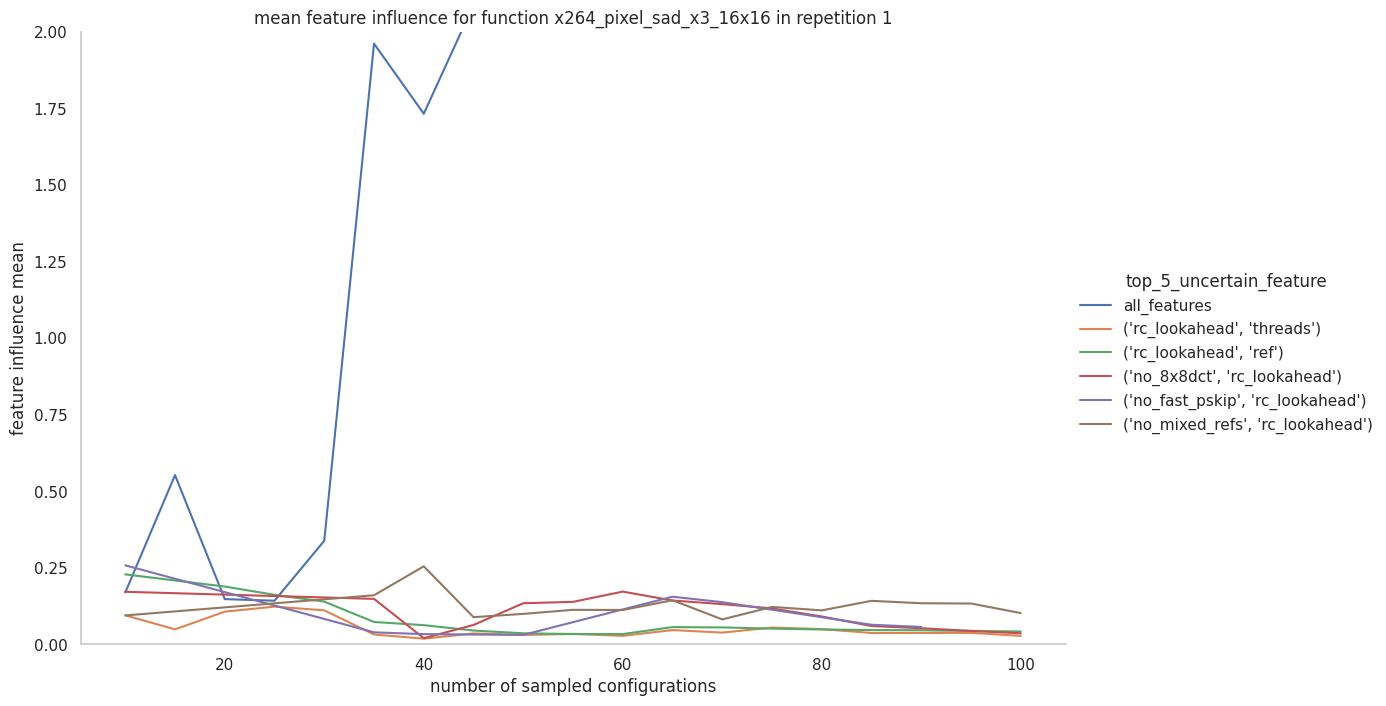 mean feature influence for function x264_pixel_sad_x3_16x16 in repetition 1
2.00
1.75
1.50
1.25
1.00
0.75
0.50
0.25
0.00
feature influence mean
20
40
60
80
100
number of sampled configurations
top_5_uncertain_feature
all_features
('rc_lookahead', 'threads')
('rc_lookahead', 'ref')
('no_8x8dct', 'rc_lookahead')
('no_fast_pskip', 'rc_lookahead')
('no_mixed_refs', 'rc_lookahead')